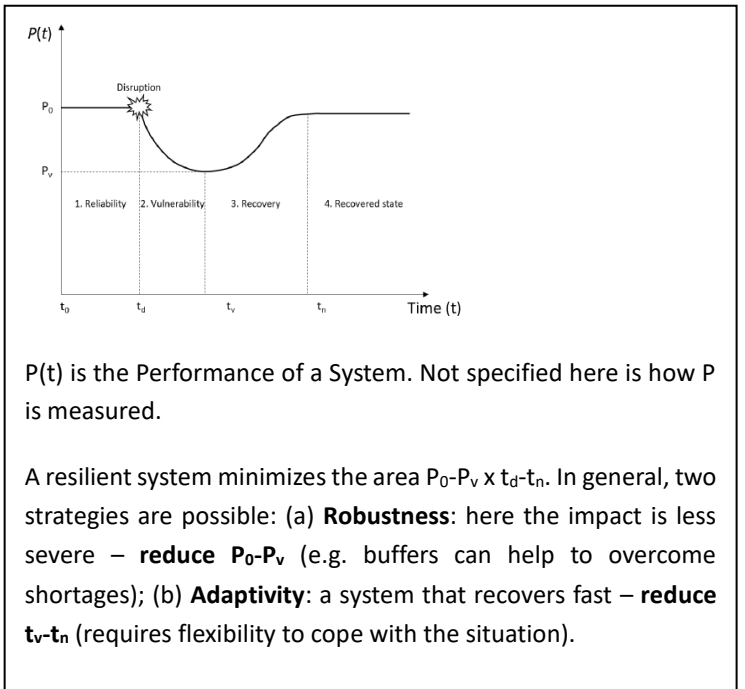 P(t)
Disruption
P0
Pv
1. Reliability 2. Vulnerability 3. Recovery 4. Recovered state
t0 td tv tn Time (t)
P(t) is the Performance of a System. Not specified here is how P
is measured.
A resilient system minimizes the area P0-Pv x td-tn. In general, two
strategies are possible: (a) Robustness: here the impact is less
severe – reduce P0-Pv (e.g. buffers can help to overcome
shortages); (b) Adaptivity: a system that recovers fast – reduce
tv-tn (requires flexibility to cope with the situation).